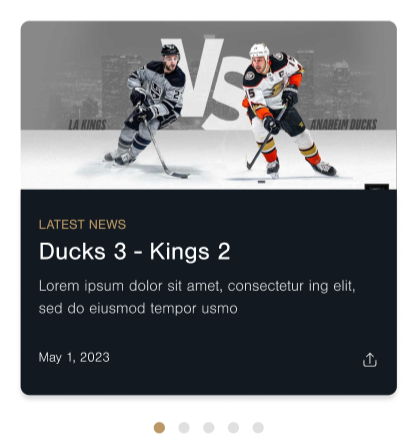 VS
LA KINGS
ANAHEIM DUCKS
LATEST NEWS
Ducks 3 - Kings 2
Lorem ipsum dolor sit amet, consectetur ing elit,
sed do eiusmod tempor usmo
May 1, 2023